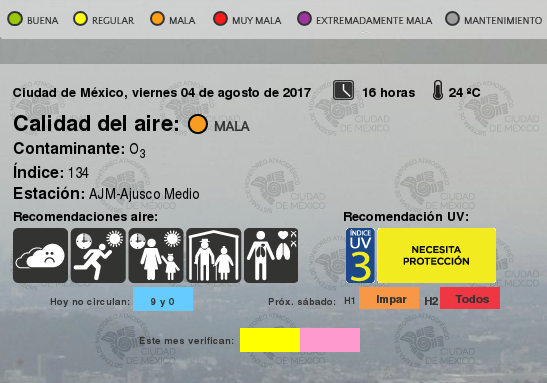 BUENA REGULAR MALA MUY MALA EXTREMADAMENTE MALA MANTENIMIENTO
Ciudad de México, viernes 04 de agosto de 2017 16 horas 24 ºC
Calidad del aire: MALA
Contaminante: O3
Índice: 134
Estación: AJM-Ajusco Medio
Recomendaciones aire: Recomendación UV:
ÍNDICE UV 3 NECESITA PROTECCIÓN
Hoy no circulan: 9 y 0 Próx. sábado: H1 Impar H2 Todos
Este mes verifican:
CIUDAD DE MÉXICO